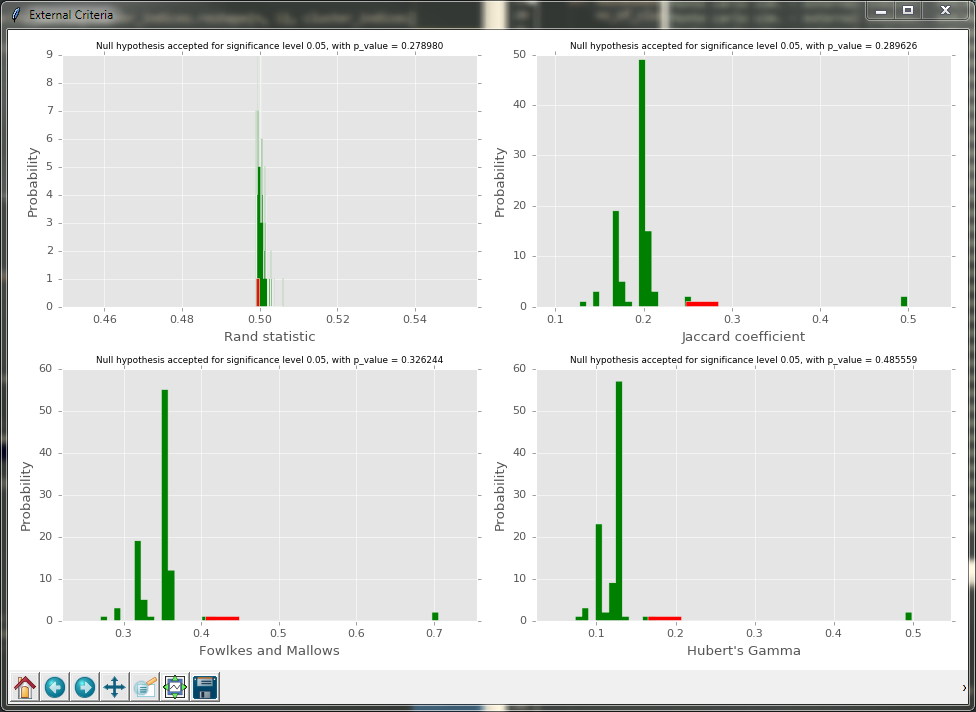 External Criteria
Null hypothesis accepted for significance level 0.05, with p_value = 0.278980
9
8
7
6
5
4
3
2
1
0
Probability
0.46 0.48 0.50 0.52 0.54
Rand statistic
Null hypothesis accepted for significance level 0.05, with p_value = 0.289626
50
40
30
20
10
0
Probability
0.1 0.2 0.3 0.4 0.5
Jaccard coefficient
Null hypothesis accepted for significance level 0.05, with p_value = 0.326244
60
50
40
30
20
10
0
Probability
0.3 0.4 0.5 0.6 0.7
Fowlkes and Mallows
Null hypothesis accepted for significance level 0.05, with p_value = 0.485559
60
50
40
30
20
10
0
Probability
0.1 0.2 0.3 0.4 0.5
Hubert's Gamma